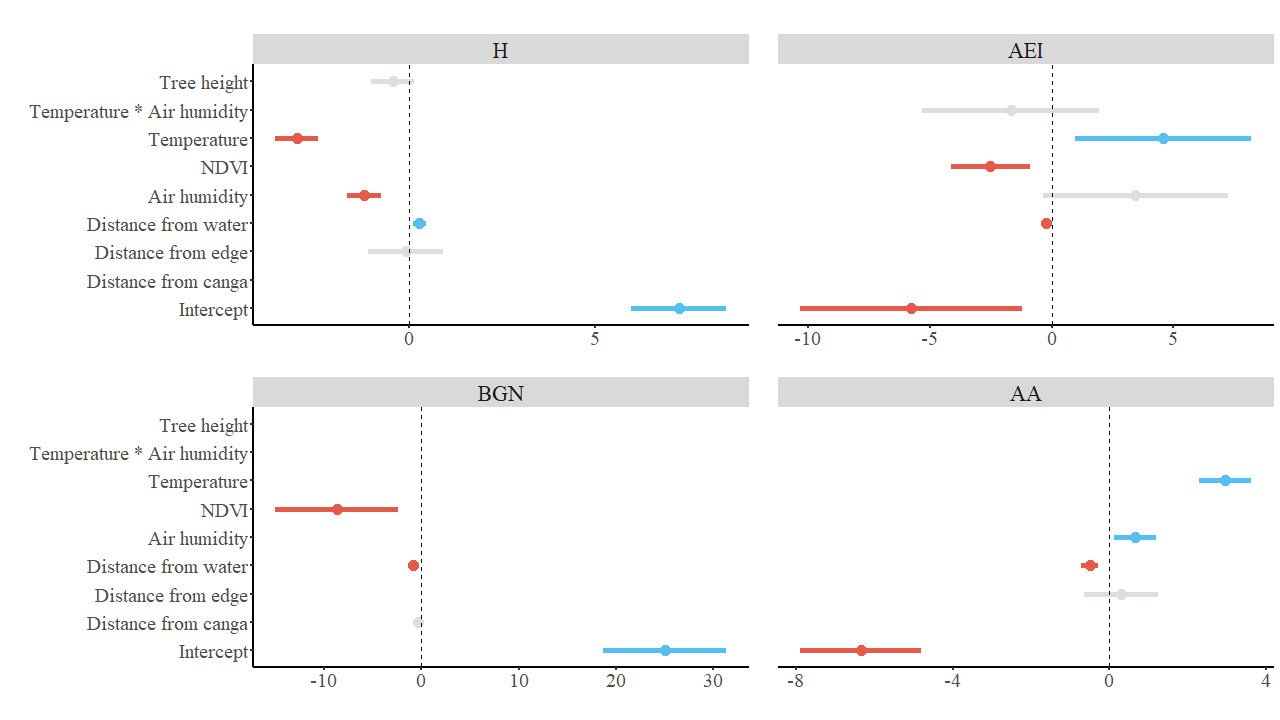 H
AEI
Tree height
Temperature * Air humidity
Temperature
NDVI
Air humidity
Distance from water
Distance from edge
Distance from canga
Intercept
0 5
-10 -5 0 5
BGN
AA
Tree height
Temperature * Air humidity
Temperature
NDVI
Air humidity
Distance from water
Distance from edge
Distance from canga
Intercept
-10 0 10 20 30
-8 -4 0 4